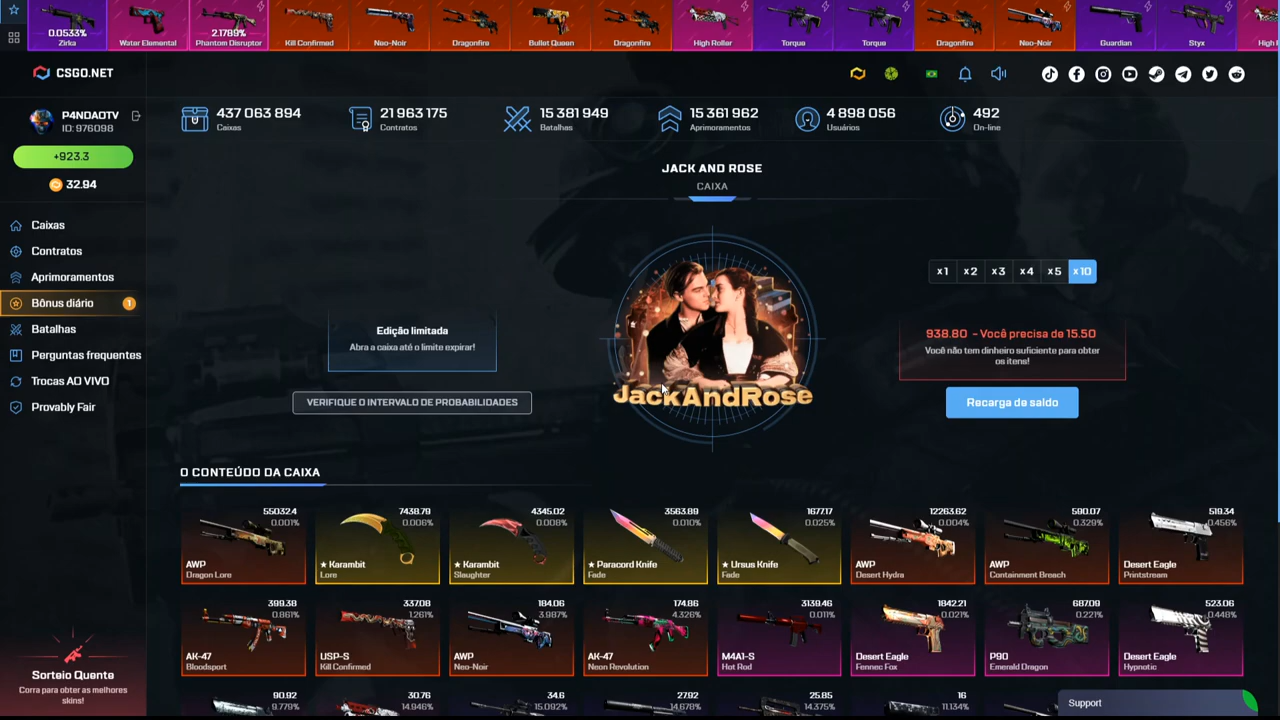 0.0533%
Zirka
Water Elemental
2.1789%
Phantom Disruptor
Kill Confirmed
Neo-Noir
Dragonfire
Bullet Queen
Dragonfire
High Roller
Torque
Torque
Dragonfire
Neo-Noir
Guardian
Styx
High
CSGO.NET
P4NDAOTV
ID: 976098
+923.3
32.94
437 063 894
Caixas
21 963 175
Contratos
15 381 949
Batalhas
15 381 962
Aprimoramentos
4 898 056
Usuários
492
On-line
Caixas
Contratos
Aprimoramentos
Bônus diário 1
Batalhas
Perguntas frequentes
Trocas AO VIVO
Provably Fair
Sorteio Quente
Corra para obter as melhores
skins!
JACK AND ROSE
CAIXA
Edição limitada
Abra a caixa até o limite expirar!
VERIFIQUE O INTERVALO DE PROBABILIDADES
JackAndRose
x1 x2 x3 x4 x5 x10
938.80 - Você precisa de 15.50
Você não tem dinheiro suficiente para obter
os itens!
Recarga de saldo
O CONTEÚDO DA CAIXA
55032.4
0.001%
AWP
Dragon Lore
7438.79
0.006%
★ Karambit
Lore
4345.02
0.008%
★ Karambit
Slaughter
3563.89
0.010%
★ Paracord Knife
Fade
1677.17
0.025%
★ Ursus Knife
Fade
12263.62
0.004%
AWP
Desert Hydra
590.07
0.329%
AWP
Containment Breach
519.34
0.456%
Desert Eagle
Printstream
399.38
0.861%
AK-47
Bloodsport
337.08
1.261%
USP-S
Kill Confirmed
184.06
3.987%
AWP
Neo-Noir
174.86
4.326%
AK-47
Neon Revolution
3139.46
0.011%
M4A1-S
Hot Rod
1842.21
0.021%
Desert Eagle
Fennec Fox
687.09
0.221%
P90
Emerald Dragon
523.06
0.448%
Desert Eagle
Hypnotic
90.92
9.779%
30.76
14.946%
34.6
15.092%
27.92
14.678%
25.85
14.375%
16
11.134%
Support